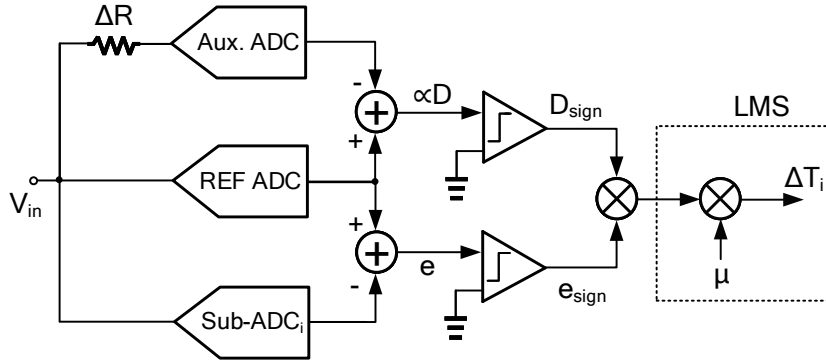 ΔR
Aux. ADC
-
+
∝D
D_sign
LMS
V_in
REF ADC
ΔT_i
+
-
e
e_sign
μ
Sub-ADC_i